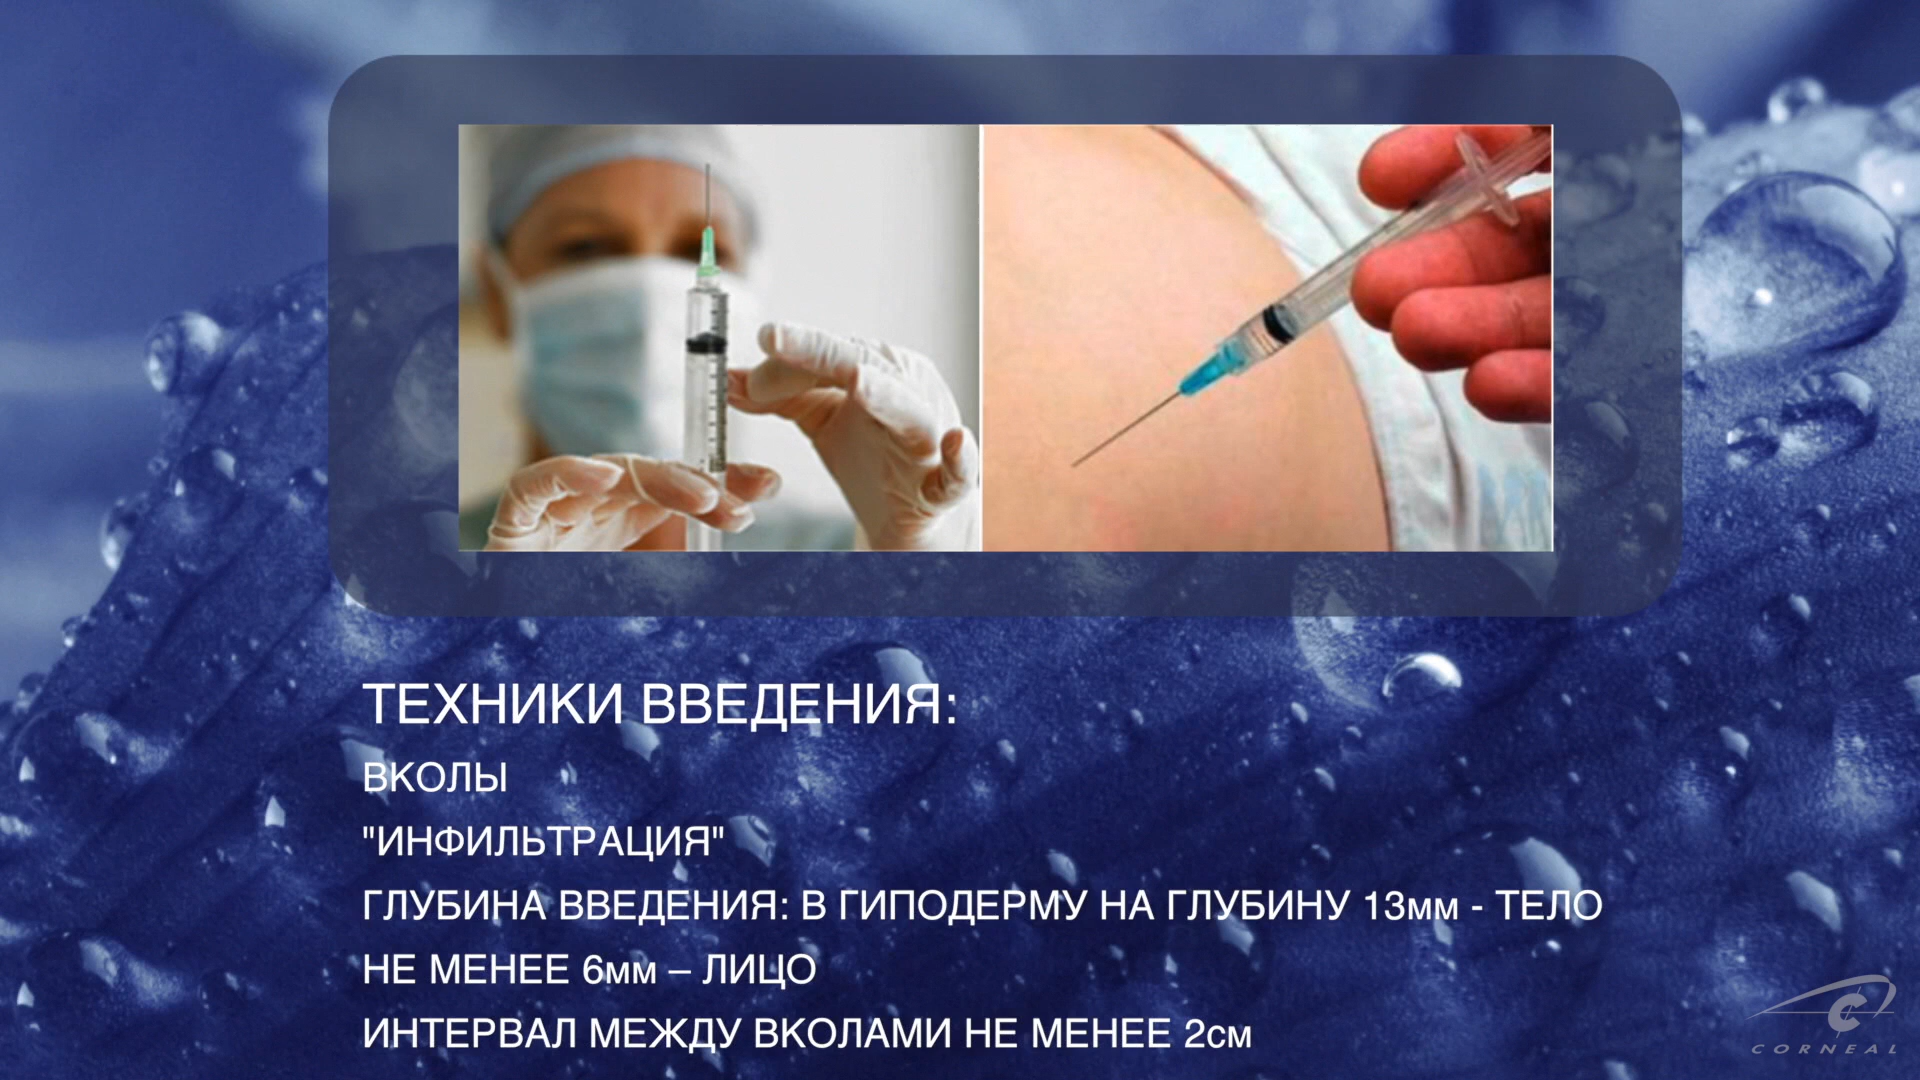 ТЕХНИКИ ВВЕДЕНИЯ:
ВКОЛЫ
"ИНФИЛЬТРАЦИЯ"
ГЛУБИНА ВВЕДЕНИЯ: В ГИПОДЕРМУ НА ГЛУБИНУ 13мм - ТЕЛО
НЕ МЕНЕЕ 6мм – ЛИЦО
ИНТЕРВАЛ МЕЖДУ ВКОЛАМИ НЕ МЕНЕЕ 2см
CORNEAL